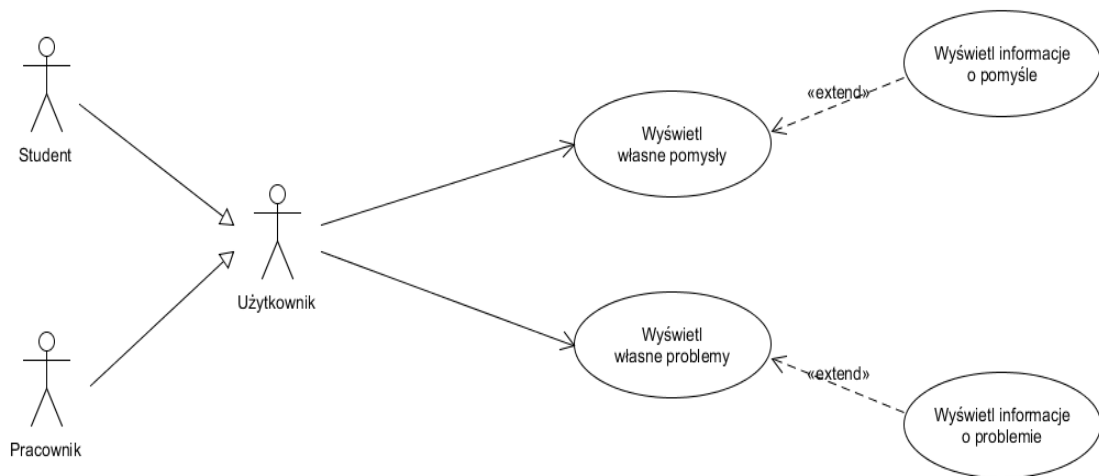 Student
Pracownik
Użytkownik
Wyświetl
własne pomysły
Wyświetl
własne problemy
«extend»
«extend»
Wyświetl informacje
o pomyśle
Wyświetl informacje
o problemie